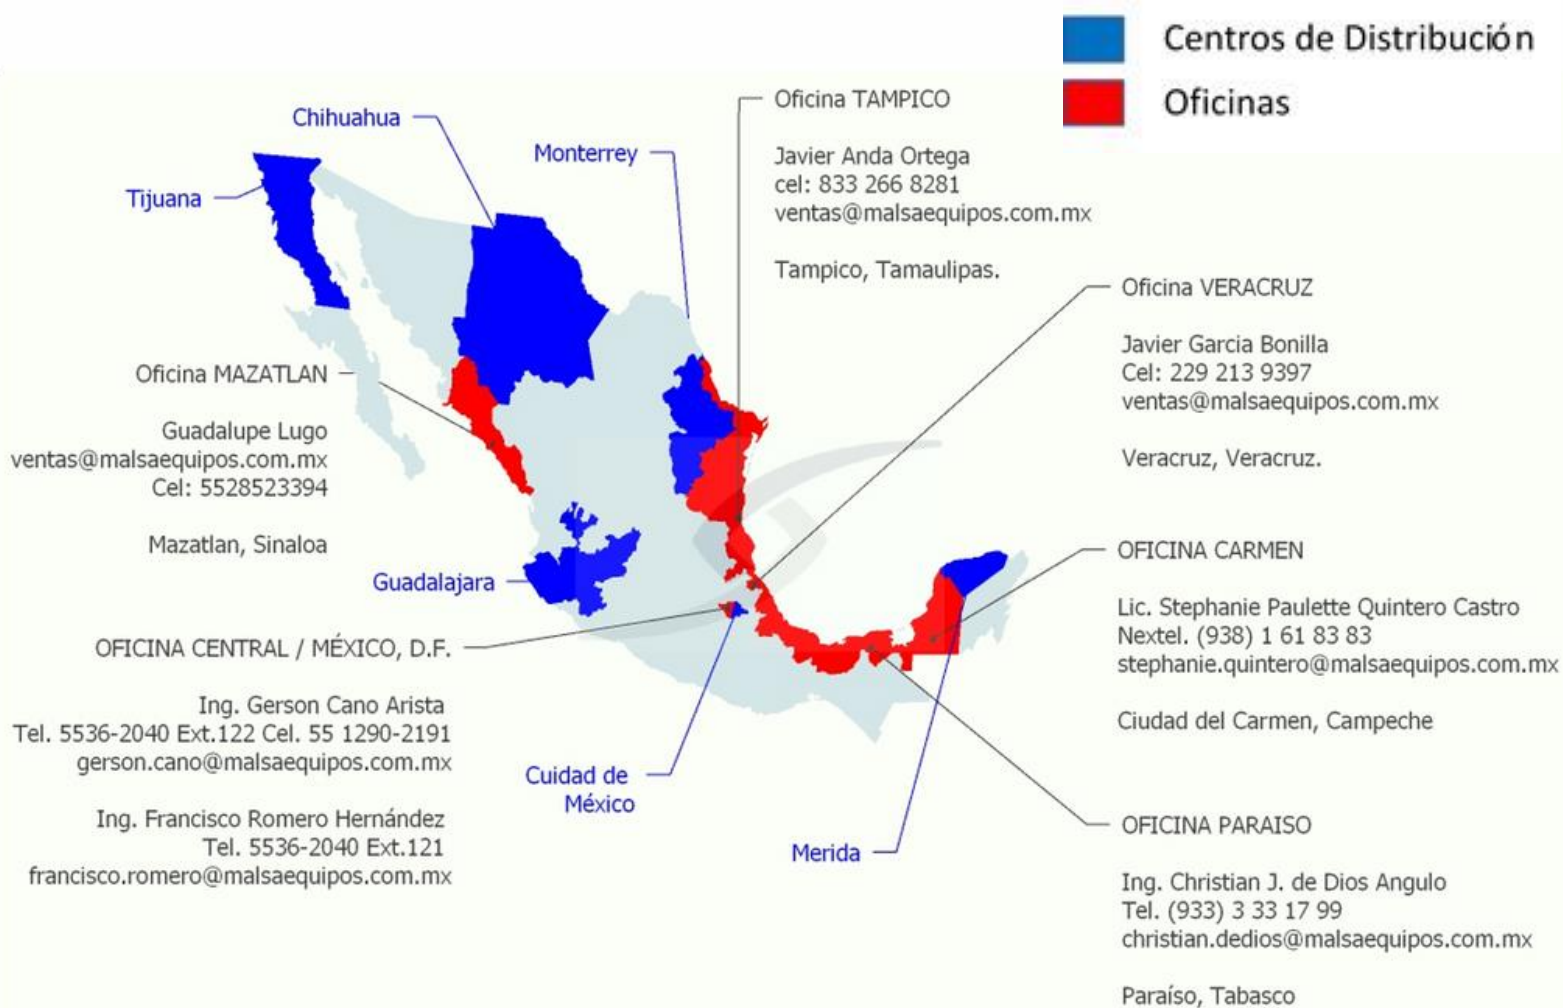 Centros de Distribución
Oficinas
Chihuahua
Monterrey
Tijuana
Oficina TAMPICO
Javier Anda Ortega
cel: 833 266 8281
ventas@malsaequipos.com.mx
Tampico, Tamaulipas.
Oficina VERACRUZ
Javier Garcia Bonilla
Cel: 229 213 9397
ventas@malsaequipos.com.mx
Veracruz, Veracruz.
Oficina MAZATLAN
Guadalupe Lugo
ventas@malsaequipos.com.mx
Cel: 5528523394
Mazatlan, Sinaloa
Guadalajara
OFICINA CARMEN
Lic. Stephanie Paulette Quintero Castro
Nextel. (938) 1 61 83 83
stephanie.quintero@malsaequipos.com.mx
Ciudad del Carmen, Campeche
OFICINA CENTRAL / MÉXICO, D.F.
Ing. Gerson Cano Arista
Tel. 5536-2040 Ext.122 Cel. 55 1290-2191
gerson.cano@malsaequipos.com.mx
Ing. Francisco Romero Hernández
Tel. 5536-2040 Ext.121
francisco.romero@malsaequipos.com.mx
Cuidad de
México
Merida
OFICINA PARAISO
Ing. Christian J. de Dios Angulo
Tel. (933) 3 33 17 99
christian.dedios@malsaequipos.com.mx
Paraíso, Tabasco